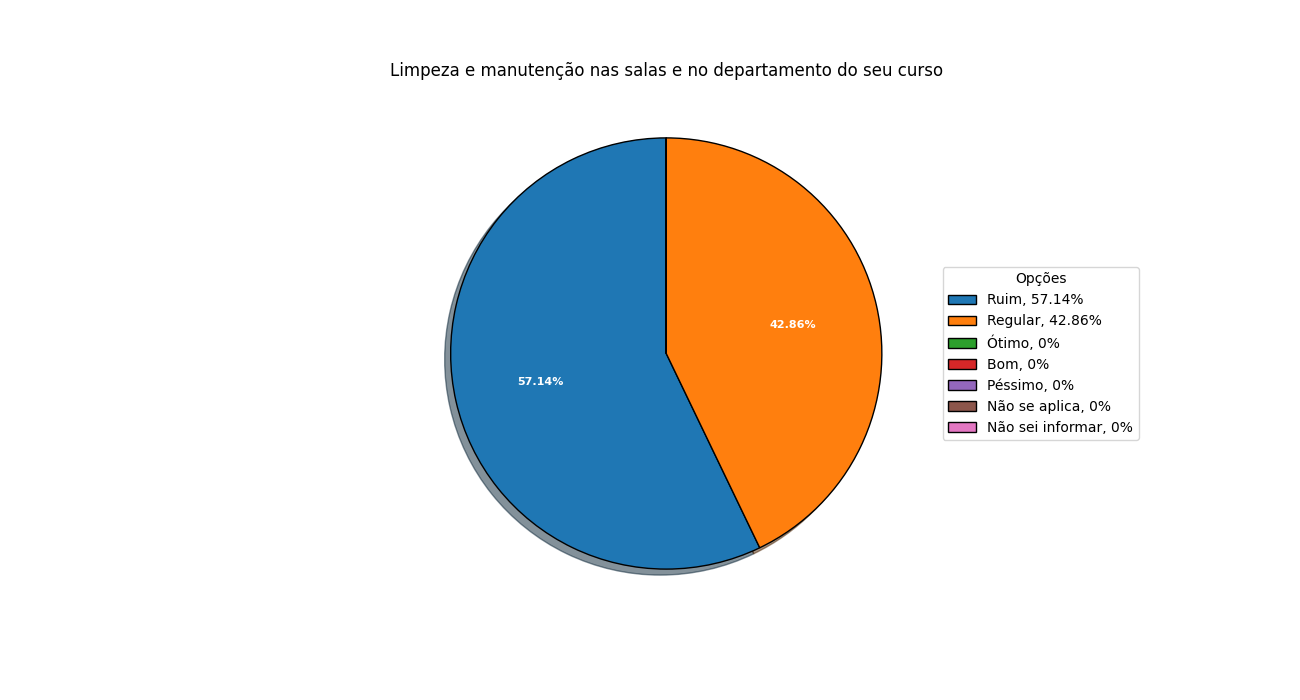 Limpeza e manutenção nas salas e no departamento do seu curso
42.86%
57.14%
Opções
Ruim, 57.14%
Regular, 42.86%
Ótimo, 0%
Bom, 0%
Péssimo, 0%
Não se aplica, 0%
Não sei informar, 0%